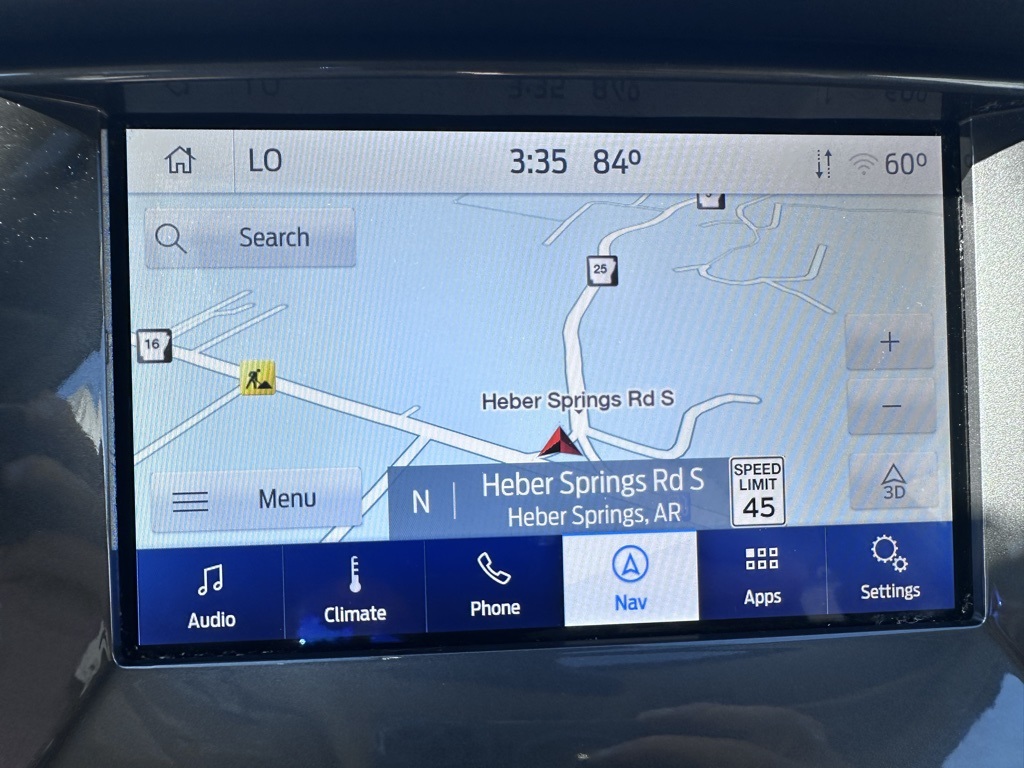 LO 3:35 84° 60°
Search
25
16
Heber Springs Rd S
Menu
N
Heber Springs Rd S
Heber Springs, AR
SPEED
LIMIT
45
+
−
3D
Audio
Climate
Phone
Nav
Apps
Settings